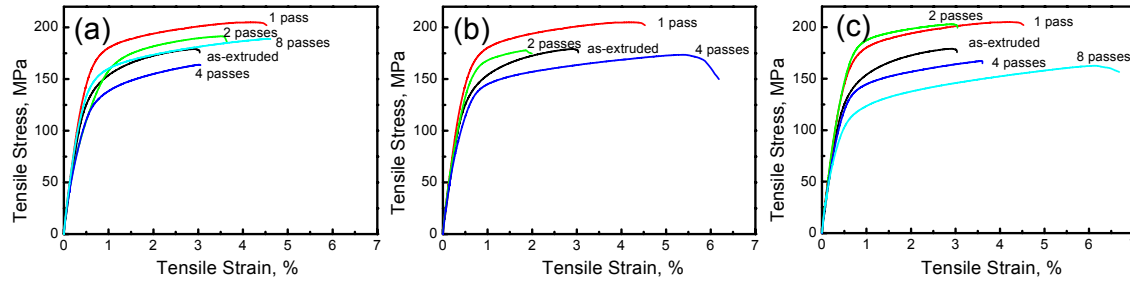 (a)
Tensile Stress, MPa
200
150
100
50
0
1 pass
2 passes
8 passes
as-extruded
4 passes
0 1 2 3 4 5 6 7
Tensile Strain, %
(b)
Tensile Stress, MPa
200
150
100
50
0
1 pass
2 passes
as-extruded
4 passes
0 1 2 3 4 5 6 7
Tensile Strain, %
(c)
Tensile Stress, MPa
200
150
100
50
0
2 passes
1 pass
as-extruded
4 passes
8 passes
0 1 2 3 4 5 6
Tensile Strain, %